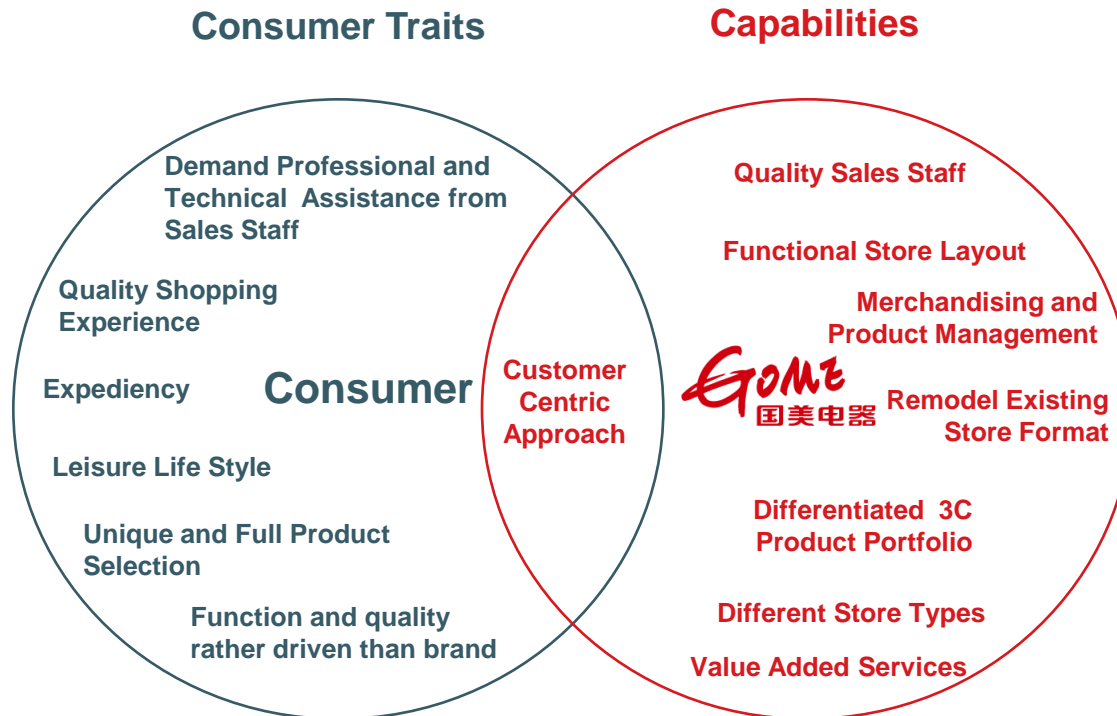 Consumer Traits
Capabilities
Demand Professional and
Technical Assistance from
Sales Staff
Quality Shopping
Experience
Expediency
Consumer
Leisure Life Style
Unique and Full Product
Selection
Function and quality
rather driven than brand
Customer
Centric
Approach
Quality Sales Staff
Functional Store Layout
Merchandising and
Product Management
GOME
国美电器
Remodel Existing
Store Format
Differentiated 3C
Product Portfolio
Different Store Types
Value Added Services